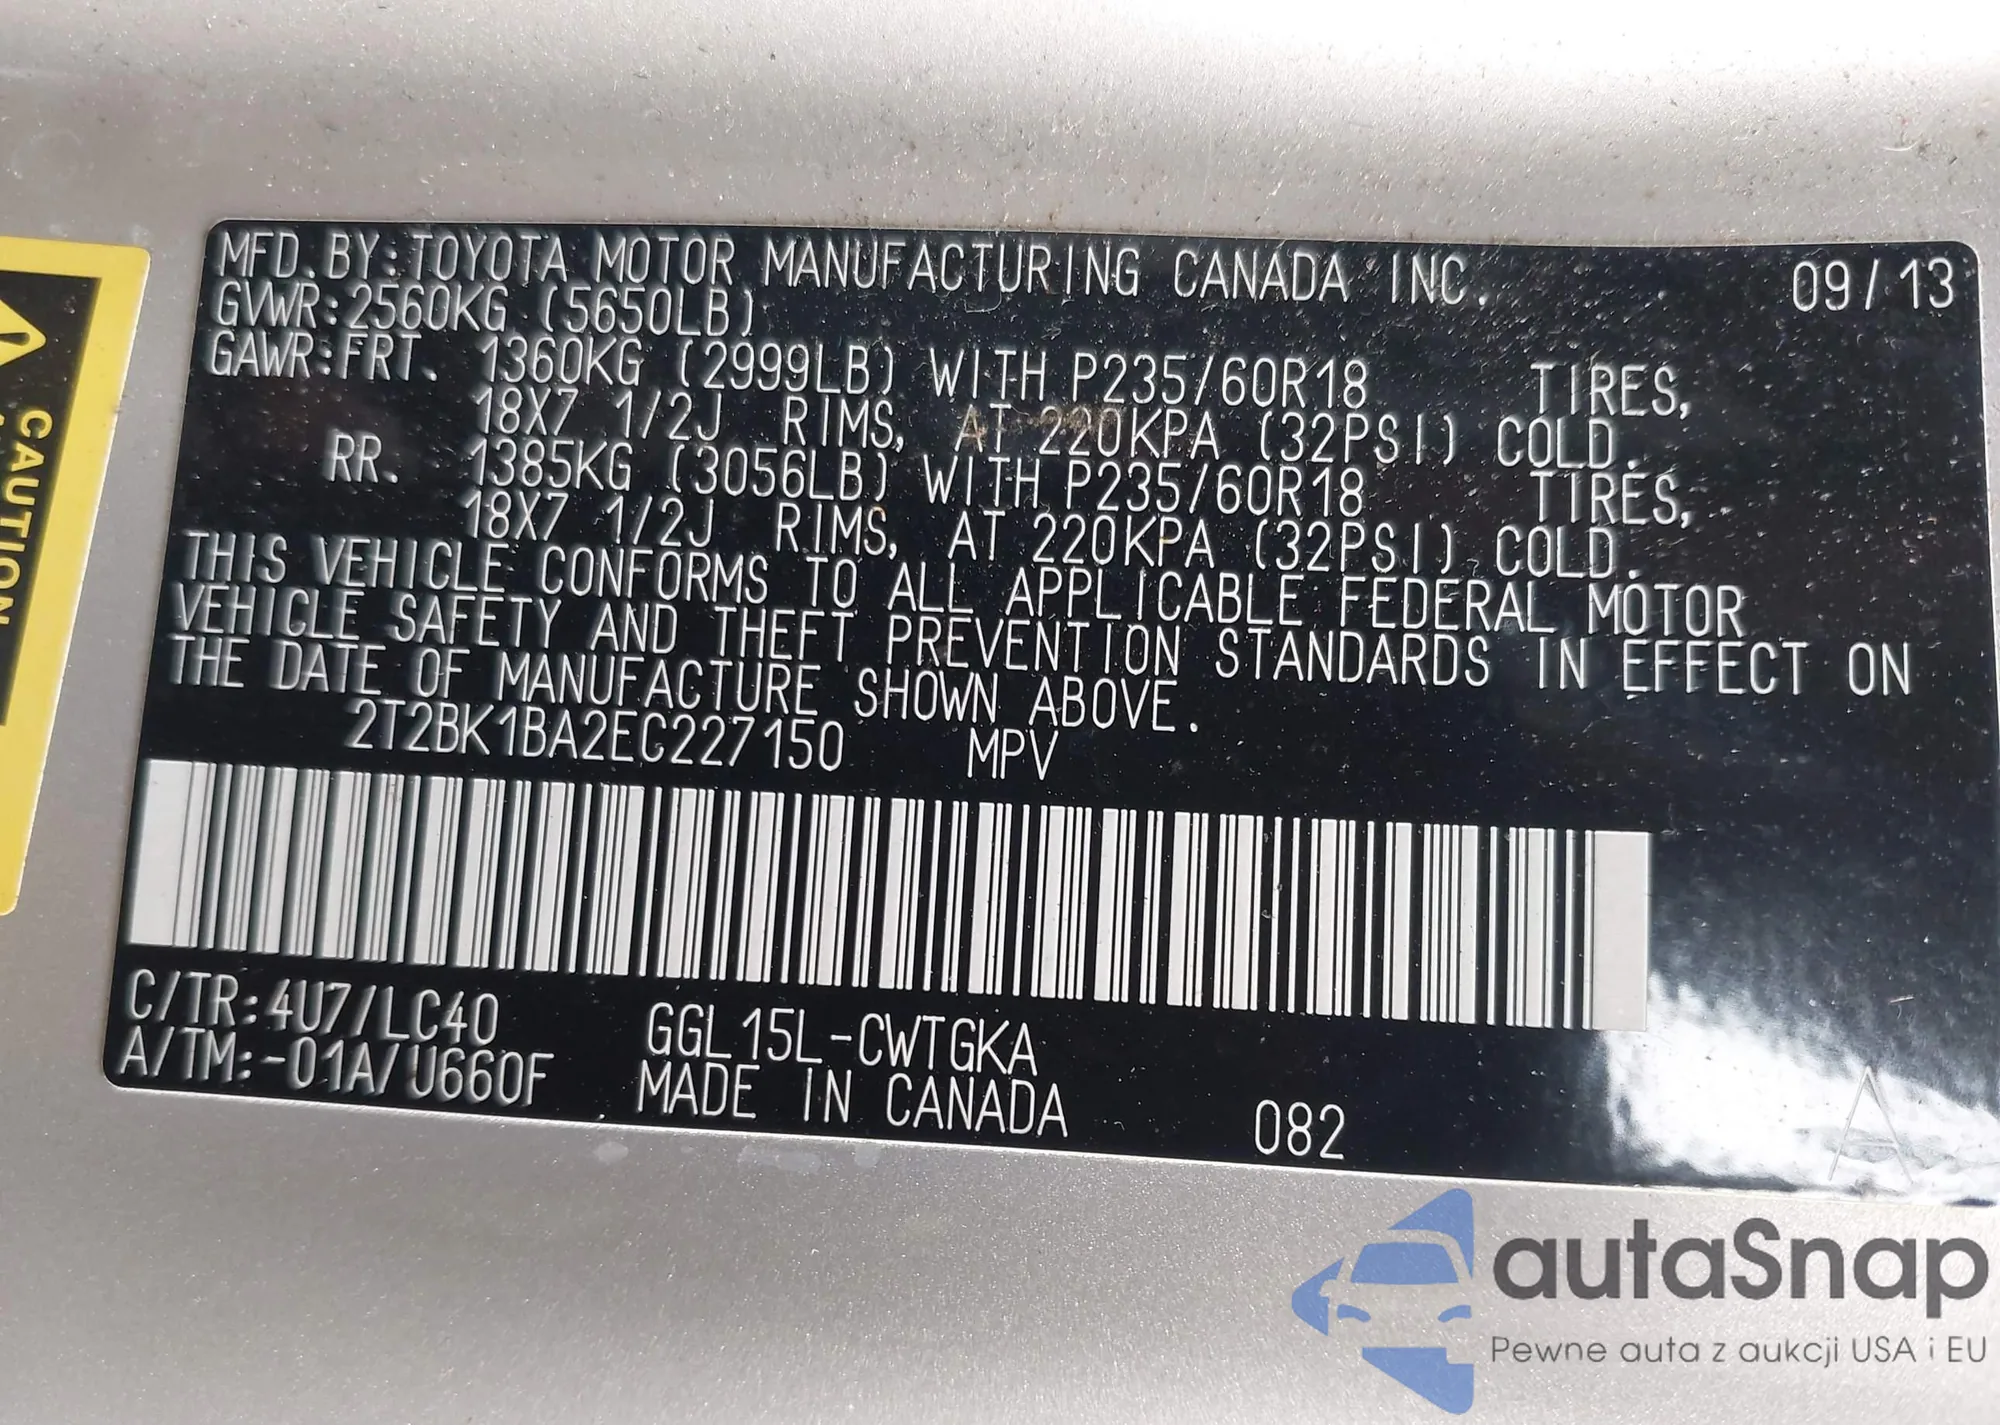 MFD. BY: TOYOTA MOTOR MANUFACTURING CANADA INC. 09/13
GVWR: 2560KG (5650LB)
GAWR: FRT. 1360KG (2999LB) WITH P235/60R18 TIRES,
18X7 1/2J RIMS, AT 220KPA (32PSI) COLD.
RR. 1385KG (3056LB) WITH P235/60R18 TIRES,
18X7 1/2J RIMS, AT 220KPA (32PSI) COLD.
THIS VEHICLE CONFORMS TO ALL APPLICABLE FEDERAL MOTOR
VEHICLE SAFETY AND THEFT PREVENTION STANDARDS IN EFFECT ON
THE DATE OF MANUFACTURE SHOWN ABOVE.
2T2BK1BA2EC227150 MPV
C/TR: 4U7/LC40 GGL15L-CWTGKA
A/TM: -01A/U660F MADE IN CANADA 082
A
CAUTION
autaSnap
Pewne auta z aukcji USA i EU